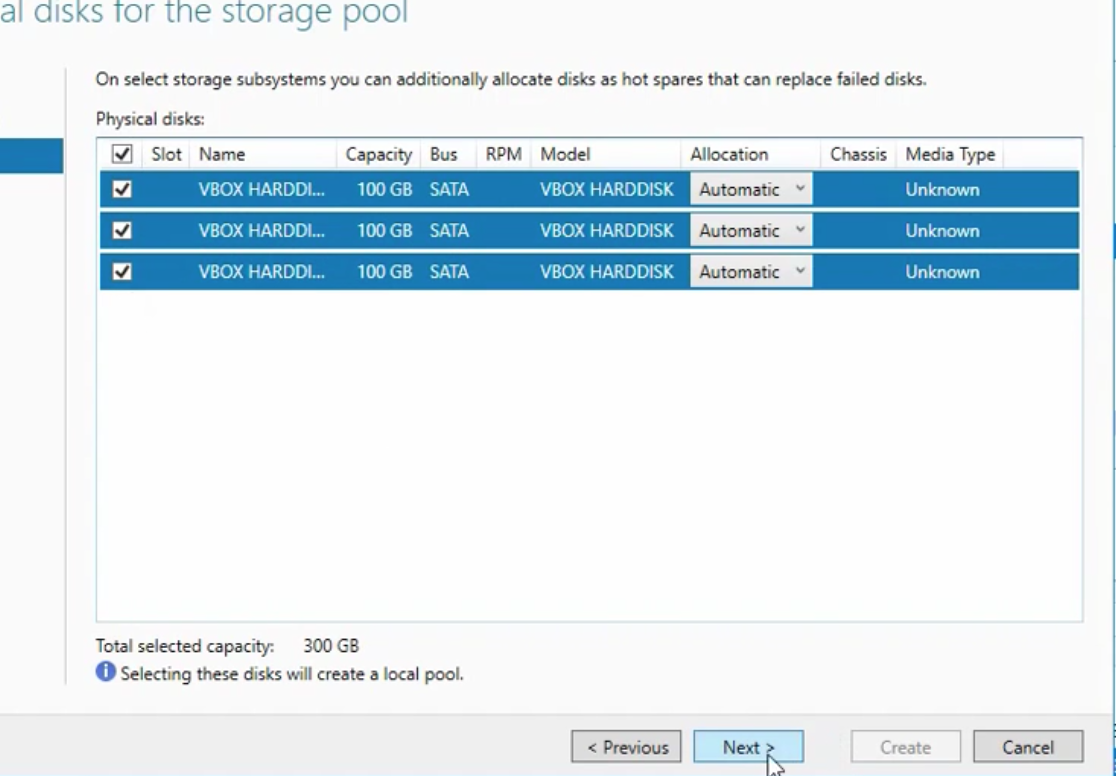 al disks for the storage pool
On select storage subsystems you can additionally allocate disks as hot spares that can replace failed disks.
Physical disks:
Slot Name Capacity Bus RPM Model Allocation Chassis Media Type
VBOX HARDDI... 100 GB SATA VBOX HARDDISK Automatic Unknown
VBOX HARDDI... 100 GB SATA VBOX HARDDISK Automatic Unknown
VBOX HARDDI... 100 GB SATA VBOX HARDDISK Automatic Unknown
Total selected capacity: 300 GB
Selecting these disks will create a local pool.
< Previous Next > Create Cancel